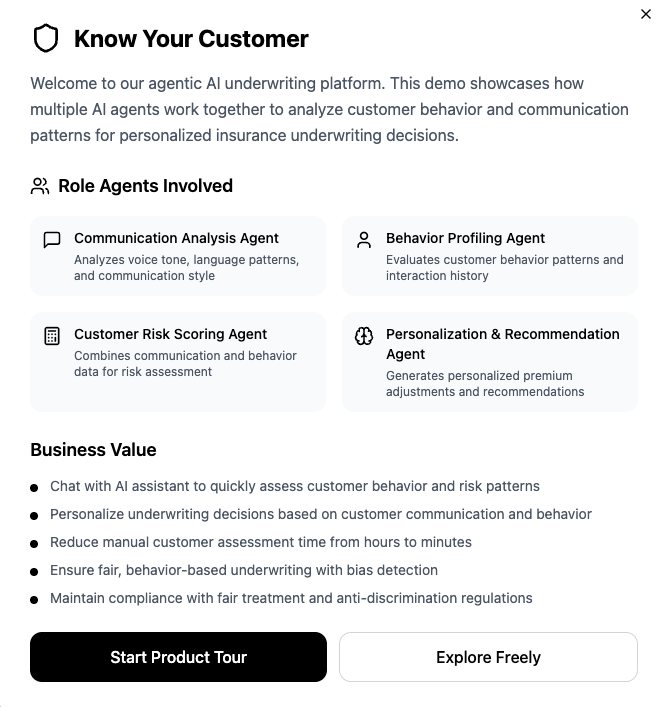 Know Your Customer
Welcome to our agentic AI underwriting platform. This demo showcases how
multiple AI agents work together to analyze customer behavior and communication
patterns for personalized insurance underwriting decisions.
Role Agents Involved
Communication Analysis Agent
Analyzes voice tone, language patterns,
and communication style
Behavior Profiling Agent
Evaluates customer behavior patterns and
interaction history
Customer Risk Scoring Agent
Combines communication and behavior
data for risk assessment
Personalization & Recommendation
Agent
Generates personalized premium
adjustments and recommendations
Business Value
Chat with AI assistant to quickly assess customer behavior and risk patterns
Personalize underwriting decisions based on customer communication and behavior
Reduce manual customer assessment time from hours to minutes
Ensure fair, behavior-based underwriting with bias detection
Maintain compliance with fair treatment and anti-discrimination regulations
Start Product Tour
Explore Freely